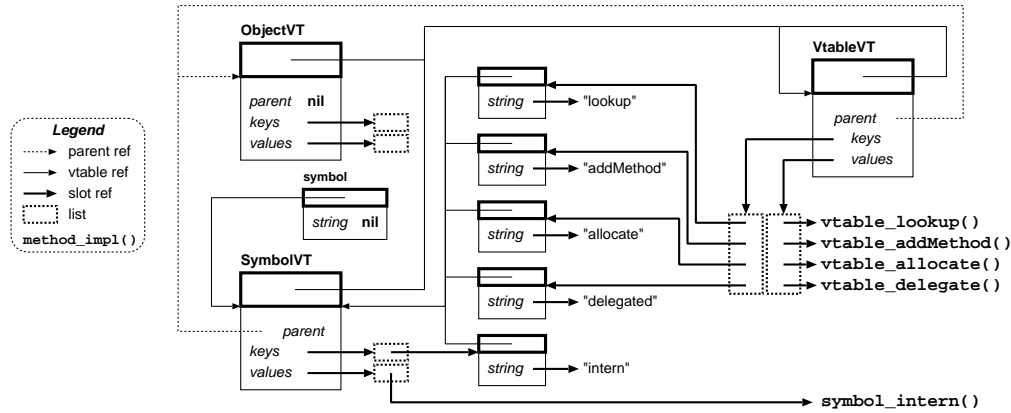 Legend
parent ref
vtable ref
slot ref
list
method_impl()
ObjectVT
parent nil
keys
values
symbol
string nil
SymbolVT
parent
keys
values
string "lookup"
string "addMethod"
string "allocate"
string "delegated"
string "intern"
VtableVT
parent
keys
values
vtable_lookup()
vtable_addMethod()
vtable_allocate()
vtable_delegate()
symbol_intern()